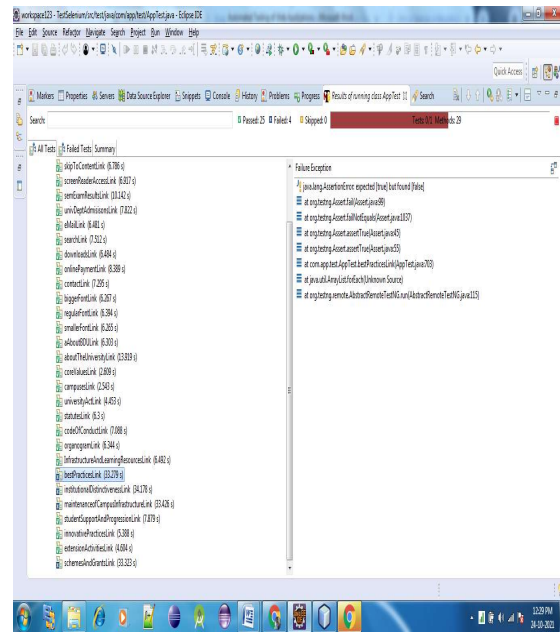 workspace123 - TestSelenium/src/test/java/com/app/test/AppTest.java - Eclipse IDE
File Edit Source Refactor Navigate Search Project Run Window Help
Quick Access
Markers Properties Servers Data Source Explorer Snippets Console History Problems Progress Results of running class AppTest Search
Search: Passed: 25 Failed: 4 Skipped: 0 Tests 0/1 Methods: 29
All Tests Failed Tests Summary
skipToContentLink (6.786 s)
screenReaderAccessLink (6.917 s)
semExamResultsLink (10.142 s)
univDeptAdmisionsLink (7.822 s)
eMailLink (6.481 s)
searchLink (7.512 s)
downloadsLink (6.484 s)
onlinePaymentLink (8.389 s)
contactLink (7.295 s)
biggerFontLink (6.267 s)
regularFontLink (6.394 s)
smallerFontLink (6.265 s)
aAboutBDULink (6.303 s)
aboutTheUniversityLink (13.919 s)
coreValuesLink (2.609 s)
campusesLink (2.543 s)
universityActLink (4.453 s)
statutesLink (6.3 s)
codeOfConductLink (7.088 s)
organogramLink (6.344 s)
InfrastructureAndLearningResourcesLink (6.492 s)
bestPracticesLink (33.279 s)
institutionalDistinctivenessLink (34.178 s)
maintenanceofCampusInfrastructureLink (33.426 s)
studentSupportAndProgressionLink (7.879 s)
innovativePracticesLink (5.388 s)
extensionActivitiesLink (4.604 s)
schemesAndGrantsLink (33.323 s)
Failure Exception
java.lang.AssertionError: expected [true] but found [false]
at org.testng.Assert.fail(Assert.java:99)
at org.testng.Assert.failNotEquals(Assert.java:1037)
at org.testng.Assert.assertTrue(Assert.java:45)
at org.testng.Assert.assertTrue(Assert.java:55)
at com.app.test.AppTest.bestPracticesLink(AppTest.java:703)
at java.util.ArrayList.forEach(Unknown Source)
at org.testng.remote.AbstractRemoteTestNG.run(AbstractRemoteTestNG.java:115)
12:29 PM
24-10-2021